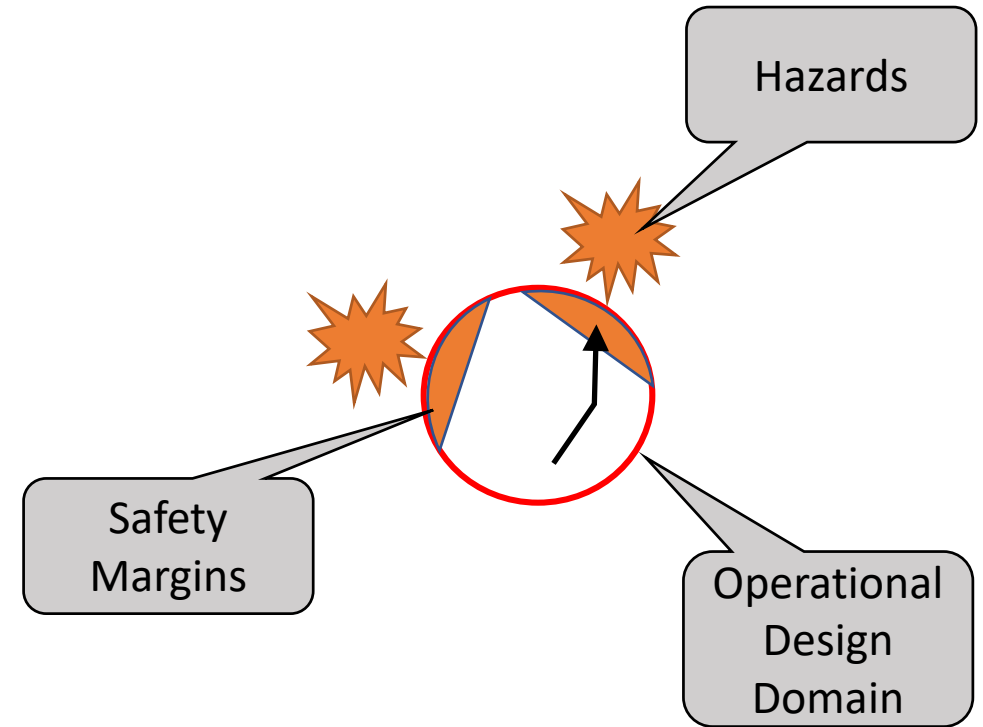 Hazards
Safety
Margins
Operational
Design
Domain